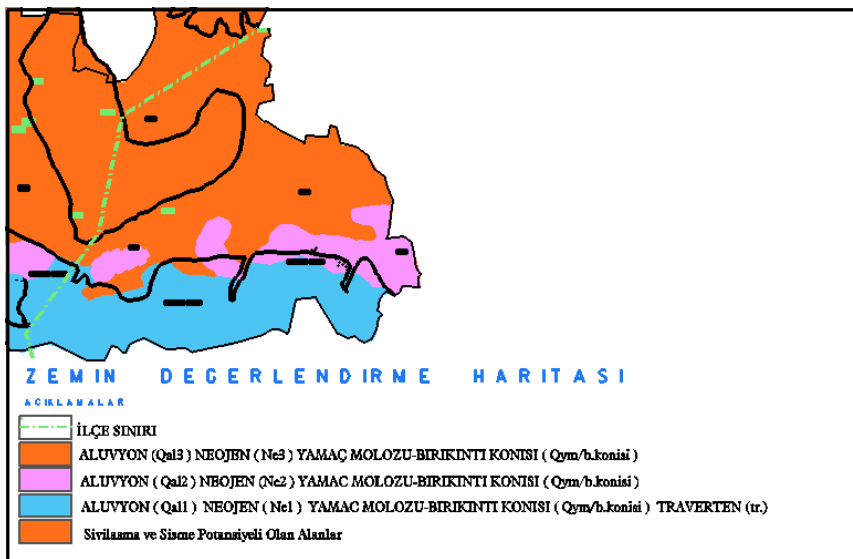 ZEMIN DEGERLENDIRME HARITASI
ACIKLAMALAR
İLÇE SINIRI
ALUVYON (Qal3) NEOJEN (Ne3) YAMAÇ MOLOZU-BIRIKINTI KONISI (Qym/b.konisi)
ALUVYON (Qal2) NEOJEN (Ne2) YAMAC MOLOZU-BIRIKINTI KONISI (Qym/b.konisi)
ALUVYON (Qal1) NEOJEN (Ne1) YAMAC MOLOZU-BIRIKINTI KONISI (Qym/b.konisi) TRAVERTEN (tr.)
Sivilasma ve Sisme Potansiyeli Olan Alanlar